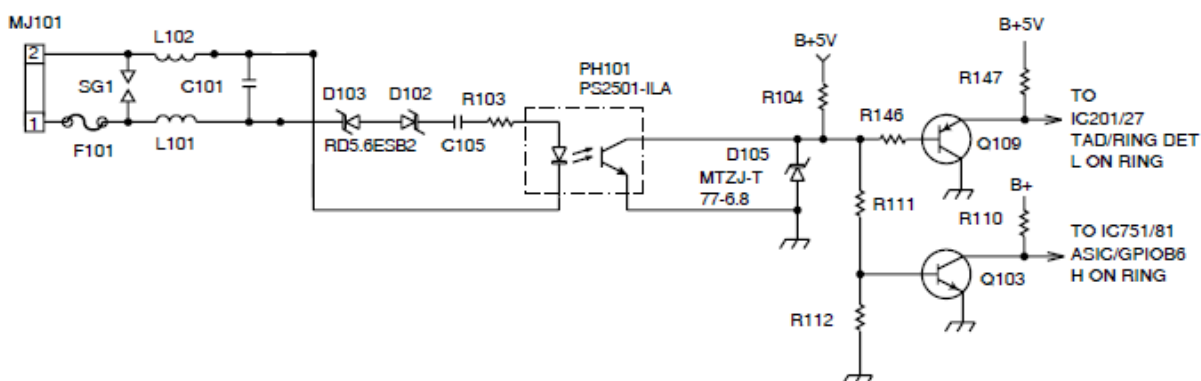 MJ101
2
1
L102
SG1
C101
F101
L101
D103
D102
RD5.6ESB2
C105
R103
PH101
PS2501-ILA
B+5V
R104
D105
MTZJ-T
77-6.8
R146
R111
R112
B+5V
R147
Q109
TO
IC201/27
TAD/RING DET
L ON RING
B+
R110
Q103
TO IC751/81
ASIC/GPIOB6
H ON RING